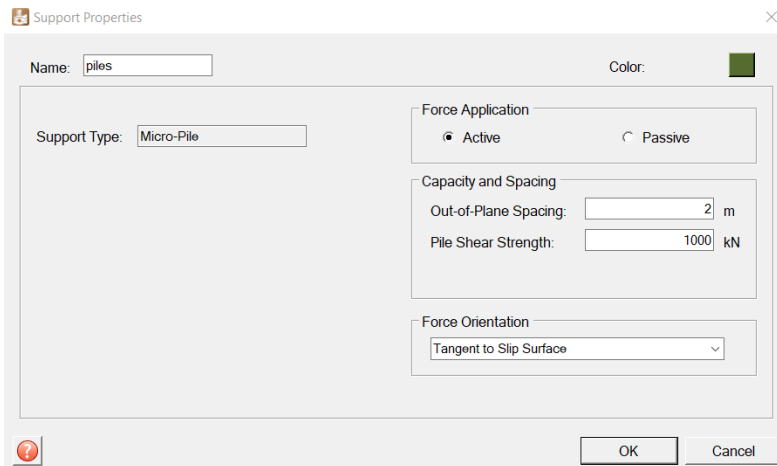 Support Properties
Name: piles
Color:
Support Type: Micro-Pile
Force Application
Active
Passive
Capacity and Spacing
Out-of-Plane Spacing: 2 m
Pile Shear Strength: 1000 kN
Force Orientation
Tangent to Slip Surface
?
OK
Cancel